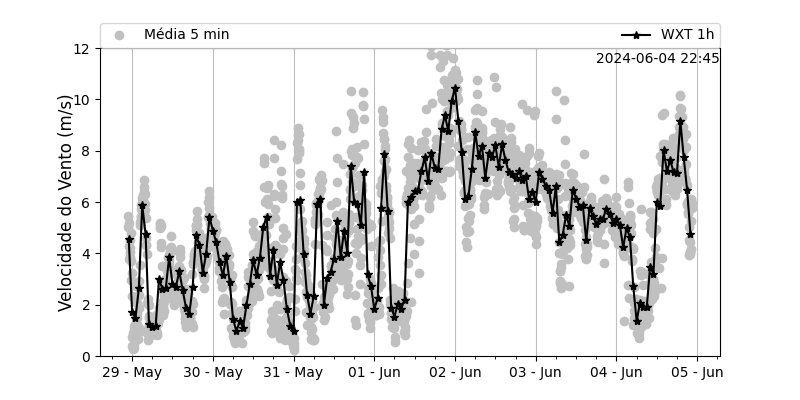 Média 5 min
WXT 1h
2024-06-04 22:45
Velocidade do Vento (m/s)
12
10
8
6
4
2
0
29 - May
30 - May
31 - May
01 - Jun
02 - Jun
03 - Jun
04 - Jun
05 - Jun